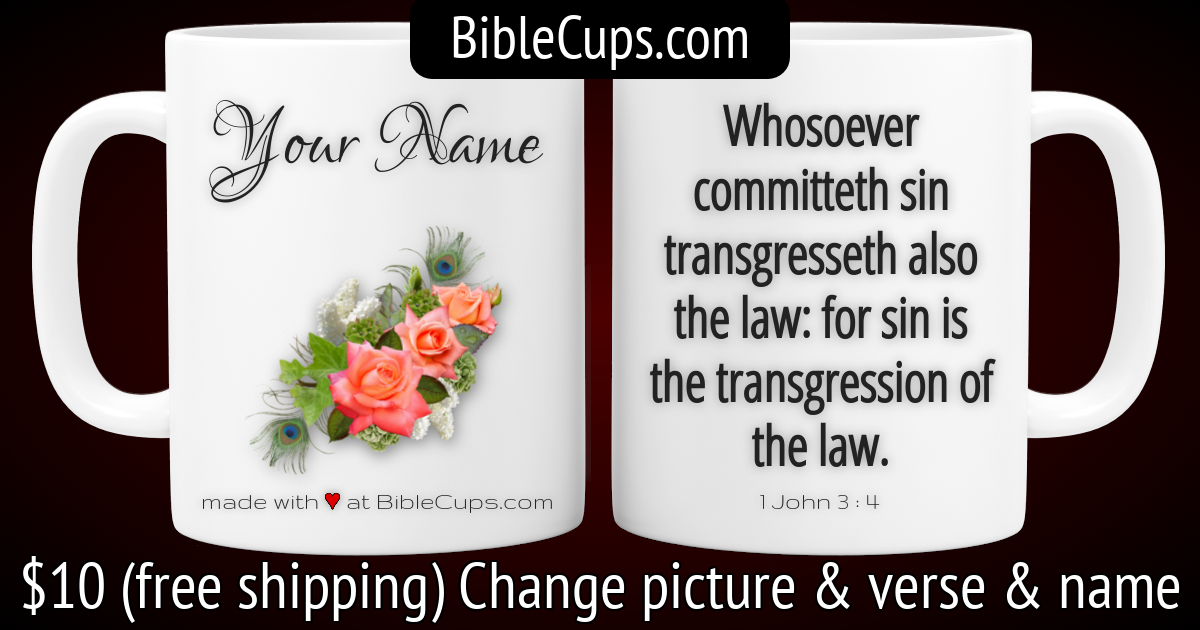 BibleCups.com
Your Name
made with ♥ at BibleCups.com
Whosoever
committeth sin
transgresseth also
the law: for sin is
the transgression of
the law.
1 John 3 : 4
$10 (free shipping) Change picture & verse & name